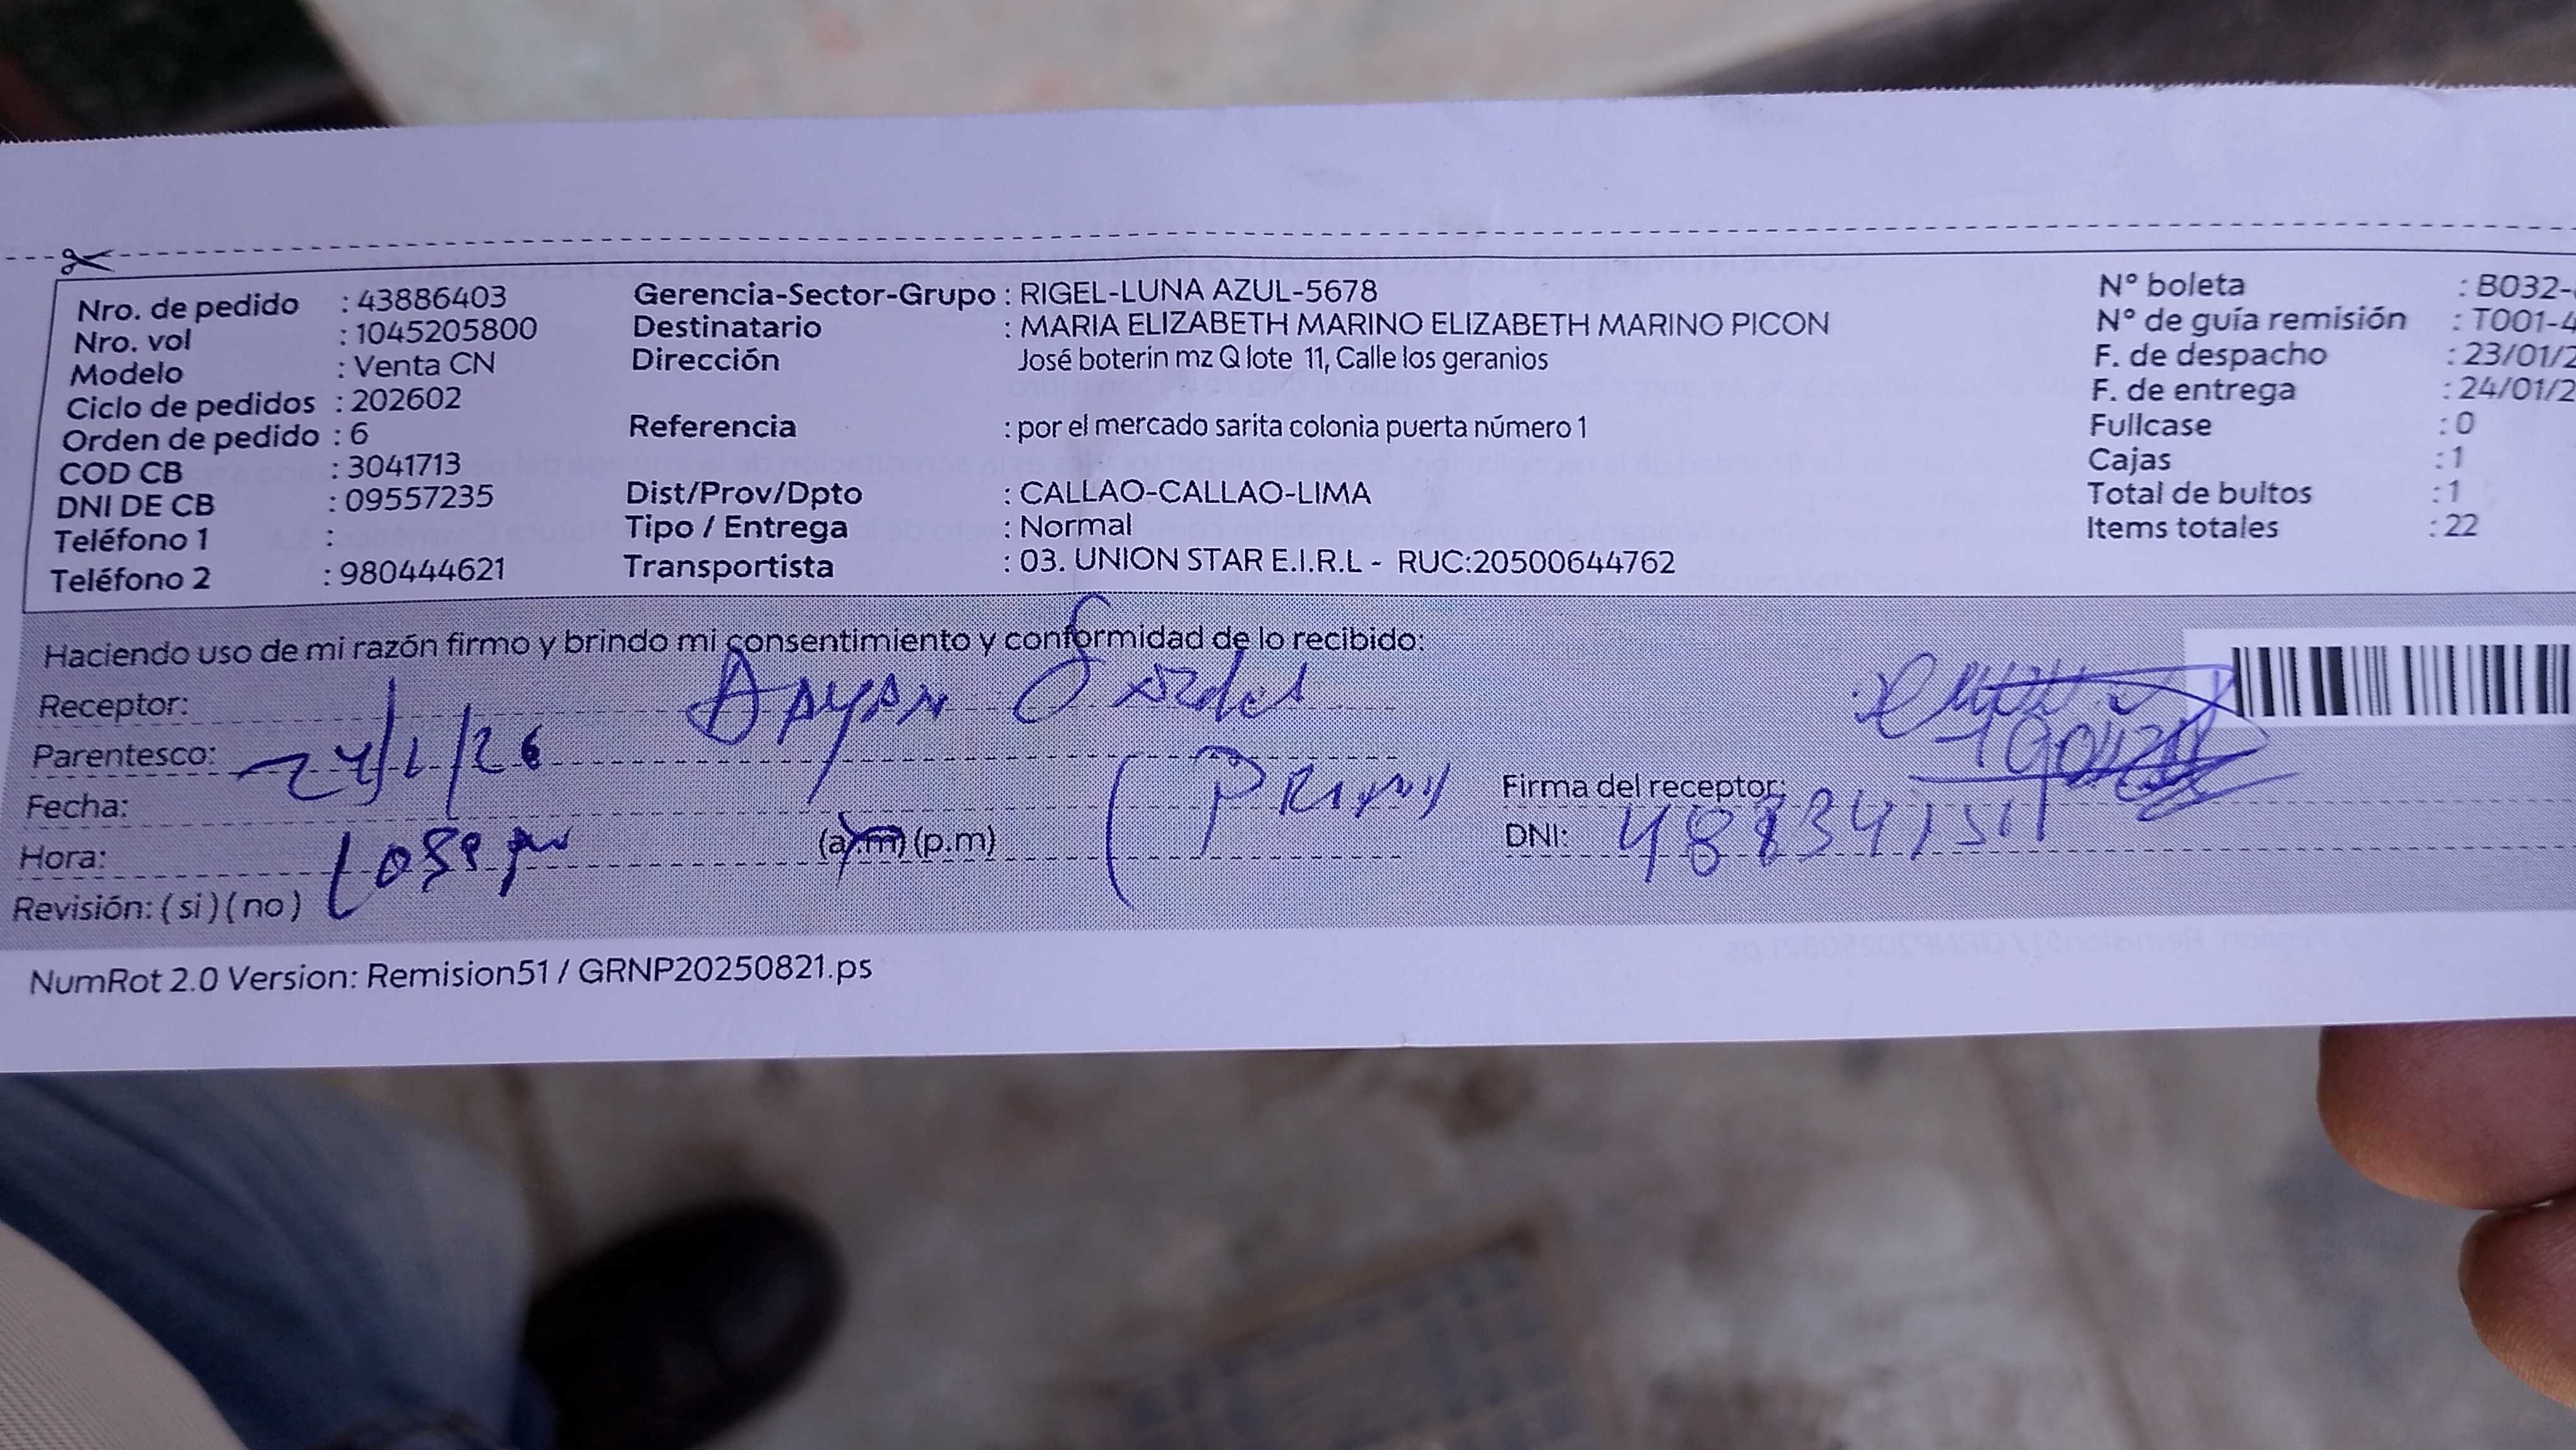 Nro. de pedido : 43886403
Nro. vol : 1045205800
Modelo : Venta CN
Ciclo de pedidos : 202602
Orden de pedido : 6
COD CB : 3041713
DNI DE CB : 09557235
Teléfono 1 :
Teléfono 2 : 980444621
Gerencia-Sector-Grupo : RIGEL-LUNA AZUL-5678
Destinatario : MARIA ELIZABETH MARINO ELIZABETH MARINO PICON
Dirección José boterin mz Q lote 11, Calle los geranios
Referencia : por el mercado sarita colonia puerta número 1
Dist/Prov/Dpto : CALLAO-CALLAO-LIMA
Tipo / Entrega : Normal
Transportista : 03. UNION STAR E.I.R.L - RUC:20500644762
N° boleta : B032-
N° de guía remisión : T001-4
F. de despacho : 23/01/2
F. de entrega : 24/01/2
Fullcase : 0
Cajas : 1
Total de bultos : 1
Items totales : 22
Haciendo uso de mi razón firmo y brindo mi consentimiento y conformidad de lo recibido:
Receptor:
Parentesco: 24/1/26
Fecha:
Hora: (a.m) (p.m)
Revisión: ( si ) ( no )
Firma del receptor:
DNI:
NumRot 2.0 Version: Remision51 / GRNP20250821.ps